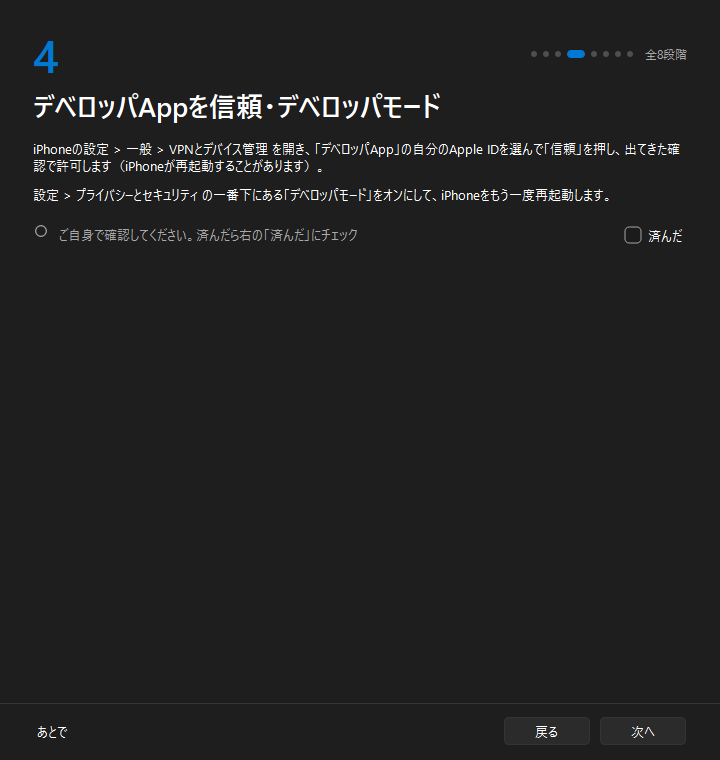 4
全8段階
デベロッパAppを信頼・デベロッパモード
iPhoneの設定 > 一般 > VPNとデバイス管理 を開き、「デベロッパApp」の自分のApple IDを選んで「信頼」を押し、出てきた確
認で許可します（iPhoneが再起動することがあります）。
設定 > プライバシーとセキュリティ の一番下にある「デベロッパモード」をオンにして、iPhoneをもう一度再起動します。
ご自身で確認してください。済んだら右の「済んだ」にチェック
済んだ
あとで
戻る
次へ